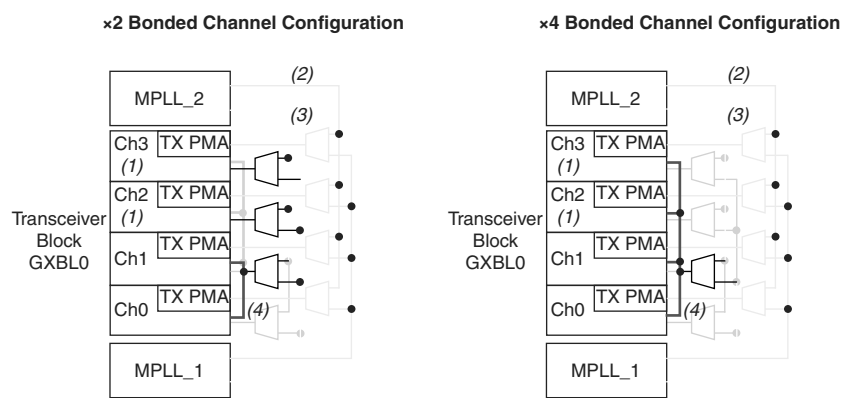 ×2 Bonded Channel Configuration
MPLL_2
(2)
(3)
Ch3
TX PMA
(1)
Ch2
TX PMA
(1)
Transceiver
Block
GXBL0
Ch1
TX PMA
Ch0
TX PMA
(4)
MPLL_1
×4 Bonded Channel Configuration
MPLL_2
(2)
(3)
Ch3
TX PMA
(1)
Ch2
TX PMA
(1)
Transceiver
Block
GXBL0
Ch1
TX PMA
Ch0
TX PMA
(4)
MPLL_1